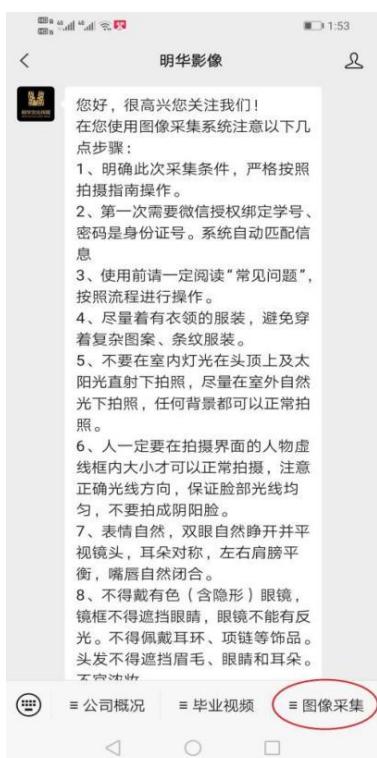 1:53
明华影像
您好，很高兴您关注我们！
在您使用图像采集系统注意以下几
点步骤：
1、明确此次采集条件，严格按照
拍摄指南操作。
2、第一次需要微信授权绑定学号、
密码是身份证号。系统自动匹配信
息
3、使用前请一定阅读“常见问题”，
按照流程进行操作。
4、尽量着有衣领的服装，避免穿
着复杂图案、条纹服装。
5、不要在室内灯光在头顶上及太
阳光直射下拍照，尽量在室外自然
光下拍照，任何背景都可以正常拍
照。
6、人一定要在拍摄界面的人物虚
线框内大小才可以正常拍摄，注意
正确光线方向，保证脸部光线均
匀，不要拍成阴阳脸。
7、表情自然，双眼自然睁开并平
视镜头，耳朵对称，左右肩膀平
衡，嘴唇自然闭合。
8、不得戴有色（含隐形）眼镜，
镜框不得遮挡眼睛，眼镜不能有反
光。不得佩戴耳环、项链等饰品。
头发不得遮挡眉毛、眼睛和耳朵。
不宜浓妆
≡ 公司概况 ≡ 毕业视频 ≡ 图像采集